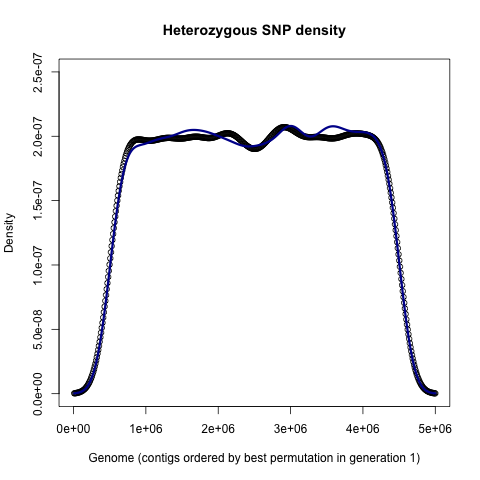 Heterozygous SNP density
2.5e-07
2.0e-07
1.5e-07
1.0e-07
5.0e-08
0.0e+00
Density
0e+00 1e+06 2e+06 3e+06 4e+06 5e+06
Genome (contigs ordered by best permutation in generation 1)